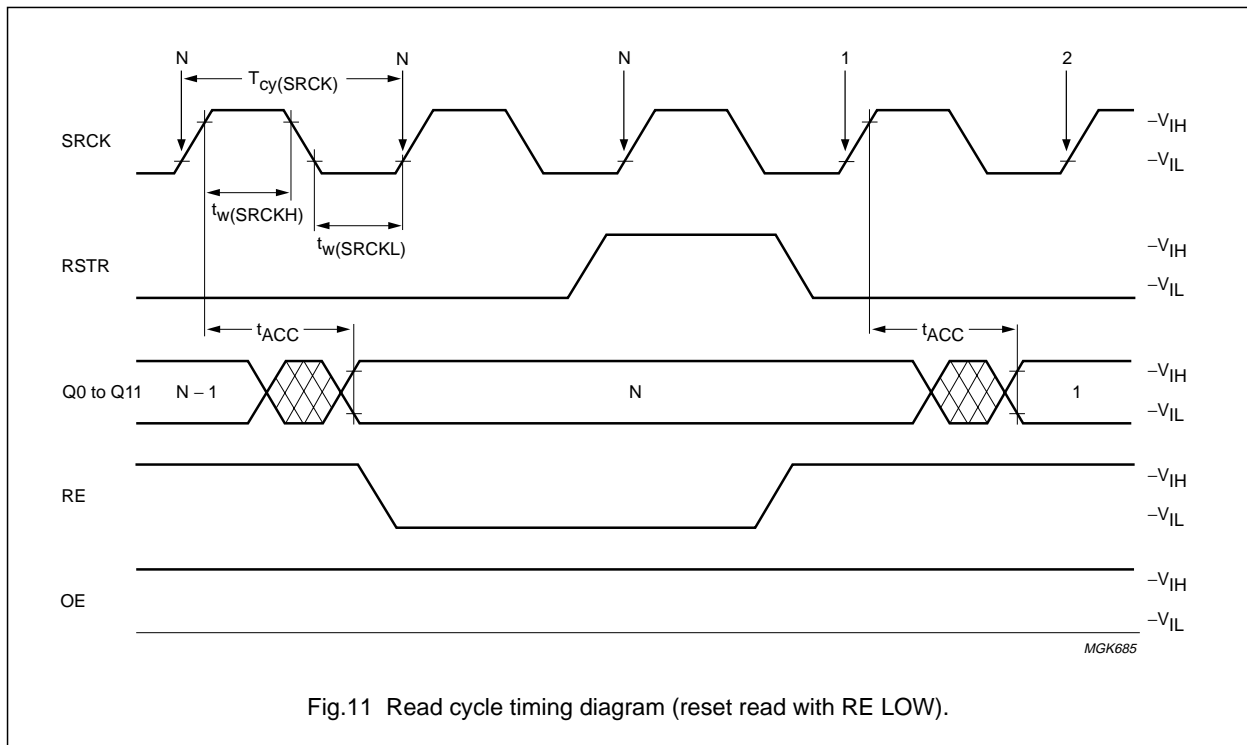 N N N 1 2
Tcy(SRCK)
SRCK –VIH
–VIL
tw(SRCKH)
tw(SRCKL)
RSTR –VIH
–VIL
tACC tACC
Q0 to Q11 N – 1 N 1 –VIH
–VIL
RE –VIH
–VIL
OE –VIH
–VIL
MGK685
Fig.11 Read cycle timing diagram (reset read with RE LOW).